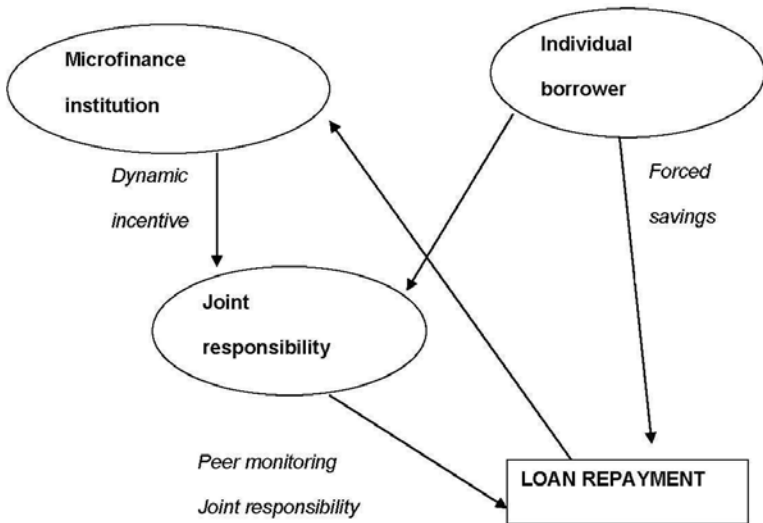 Microfinance
institution
Individual
borrower
Dynamic
incentive
Forced
savings
Joint
responsibility
Peer monitoring
Joint responsibility
LOAN REPAYMENT